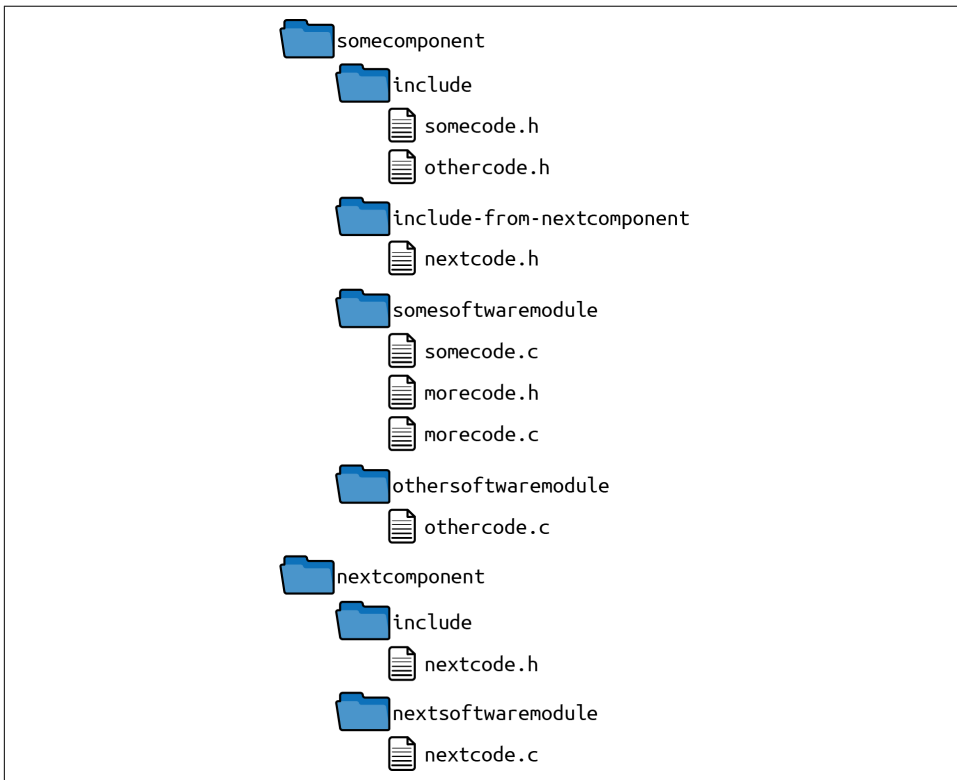 somecomponent
include
somecode.h
othercode.h
include-from-nextcomponent
nextcode.h
somesoftwaremodule
somecode.c
morecode.h
morecode.c
othersoftwaremodule
othercode.c
nextcomponent
include
nextcode.h
nextsoftwaremodule
nextcode.c